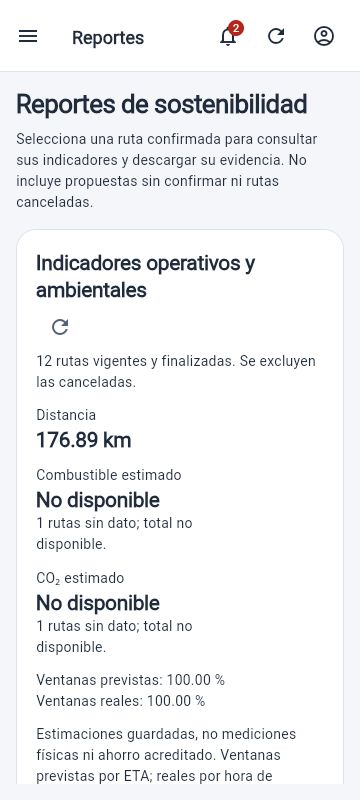 Reportes
2
Reportes de sostenibilidad
Selecciona una ruta confirmada para consultar
sus indicadores y descargar su evidencia. No
incluye propuestas sin confirmar ni rutas
canceladas.
Indicadores operativos y
ambientales
12 rutas vigentes y finalizadas. Se excluyen
las canceladas.
Distancia
176.89 km
Combustible estimado
No disponible
1 rutas sin dato; total no
disponible.
CO₂ estimado
No disponible
1 rutas sin dato; total no
disponible.
Ventanas previstas: 100.00 %
Ventanas reales: 100.00 %
Estimaciones guardadas, no mediciones
físicas ni ahorro acreditado. Ventanas
previstas por ETA; reales por hora de